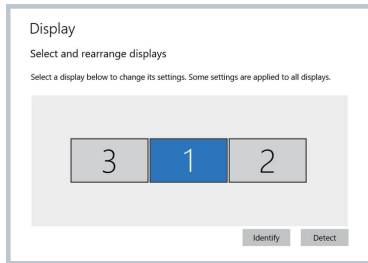 Display
Select and rearrange displays
Select a display below to change its settings. Some settings are applied to all displays.
3 1 2
Identify Detect